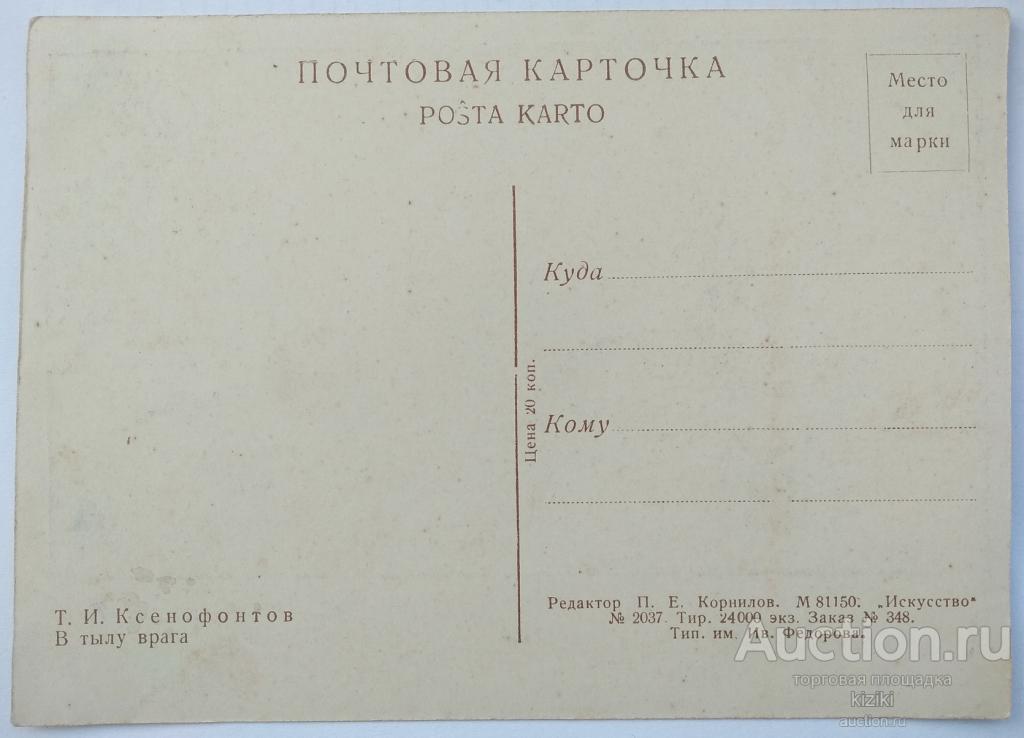 ПОЧТОВАЯ КАРТОЧКА
POŜTA KARTO
Место
для
марки
Куда
Цена 20 коп.
Кому
Т. И. Ксенофонтов
В тылу врага
Редактор П. Е. Корнилов. М 81150. „Искусство“
№ 2037. Тир. 24000 экз. Заказ № 348.
Тип. им. Ив. Федорова.
Auction.ru
торговая площадка
kiziki
auction.ru